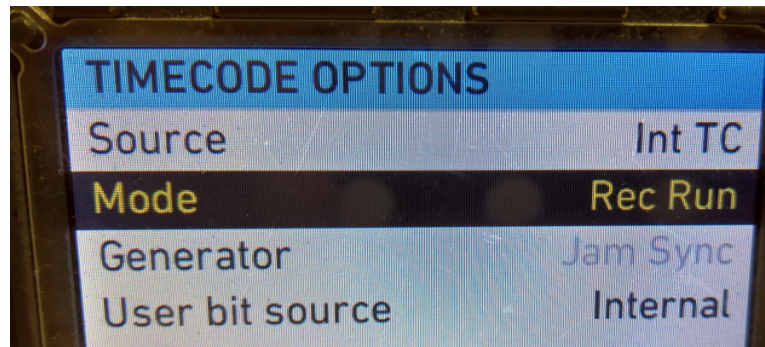 TIMECODE OPTIONS
Source Int TC
Mode Rec Run
Generator Jam Sync
User bit source Internal